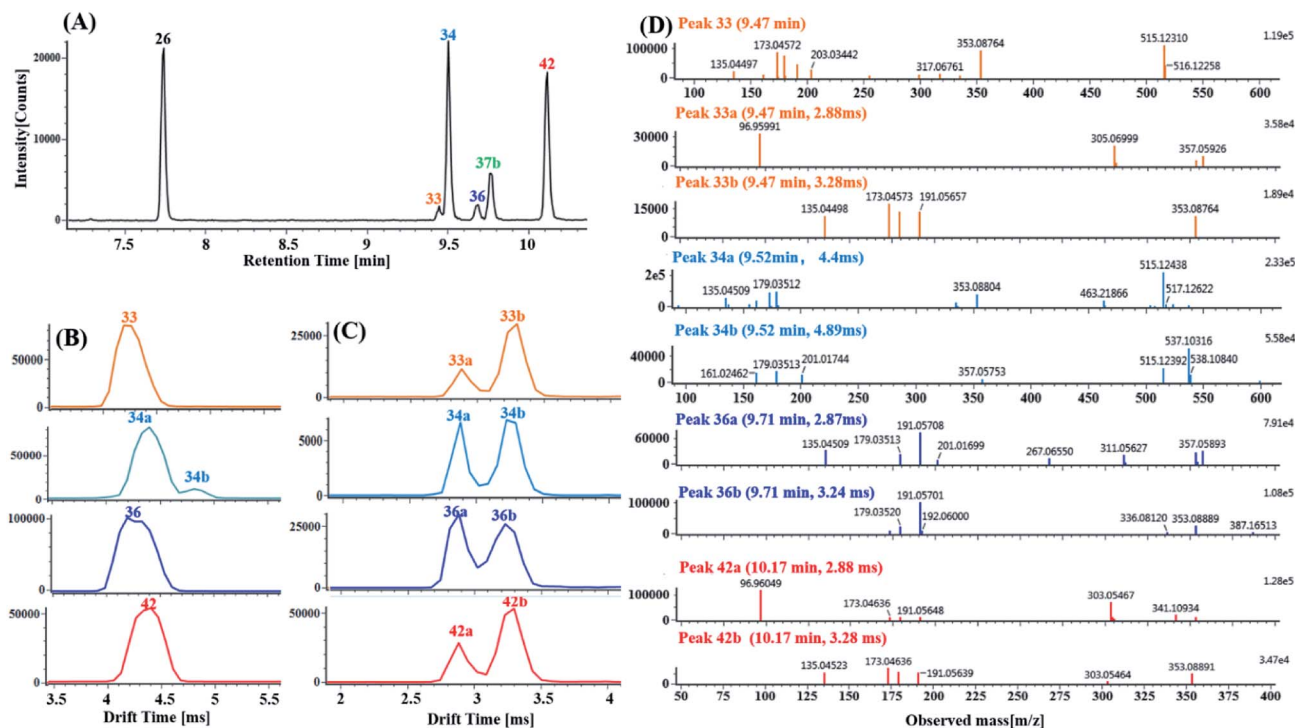 (A)
26
34
42
33
36
37b
20000
10000
0
Intensity[Counts]
7.5 8 8.5 9 9.5 10
Retention Time [min]
(B)
33
50000
0
34a
34b
50000
0
36
100000
50000
0
42
50000
0
3.5 4 4.5 5 5.5
Drift Time [ms]
(C)
33a
33b
25000
0
34a
34b
5000
0
36a
36b
25000
0
42a
42b
50000
0
2 3 4
Drift Time [ms]
(D)
Peak 33 (9.47 min)
1.19e5
100000
50000
0
135.04497
173.04572
203.03442
317.06761
353.08764
515.12310
516.12258
100 150 200 250 300 350 400 450 500 550 600
Peak 33a (9.47 min, 2.88ms)
3.58e4
30000
0
96.95991
305.06999
357.05926
Peak 33b (9.47 min, 3.28ms)
1.89e4
15000
0
135.04498
173.04573
191.05657
353.08764
100 125 150 175 200 225 250 275 300 325 350 375 400
Peak 34a (9.52min, 4.4ms)
2.33e5
2e5
0
135.04509
179.03512
353.08804
463.21866
515.12438
517.12622
Peak 34b (9.52 min, 4.89ms)
5.58e4
40000
0
161.02462
179.03513
201.01744
357.05753
515.12392
537.10316
538.10840
100 150 200 250 300 350 400 450 500 550 600
Peak 36a (9.71 min, 2.87ms)
7.91e4
60000
0
135.04509
179.03513
191.05708
201.01699
267.06550
311.05627
357.05893
Peak 36b (9.71 min, 3.24 ms)
1.08e5
100000
0
179.03520
191.05701
192.06000
336.08120
353.08889
387.16513
Peak 42a (10.17 min, 2.88 ms)
1.28e5
100000
0
96.96049
173.04636
191.05648
303.05467
341.10934
Peak 42b (10.17 min, 3.28 ms)
3.47e4
0
135.04523
173.04636
191.05639
303.05464
353.08891
50 75 100 125 150 175 200 225 250 275 300 325 350 375 400
Observed mass[m/z]